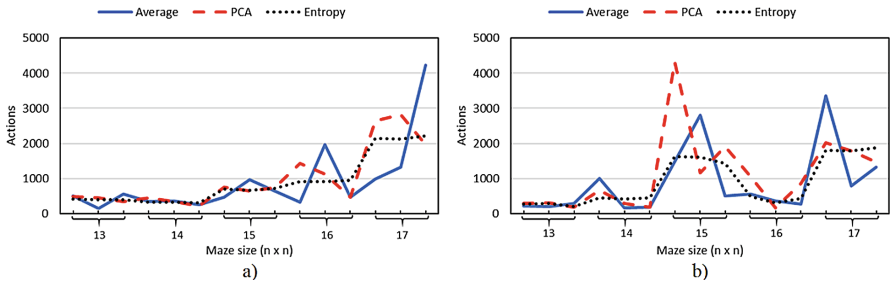 Average PCA Entropy
5000
4000
3000
2000
1000
0
Actions
13 14 15 16 17
Maze size (n x n)
a)
Average PCA Entropy
5000
4000
3000
2000
1000
0
Actions
13 14 15 16 17
Maze size (n x n)
b)